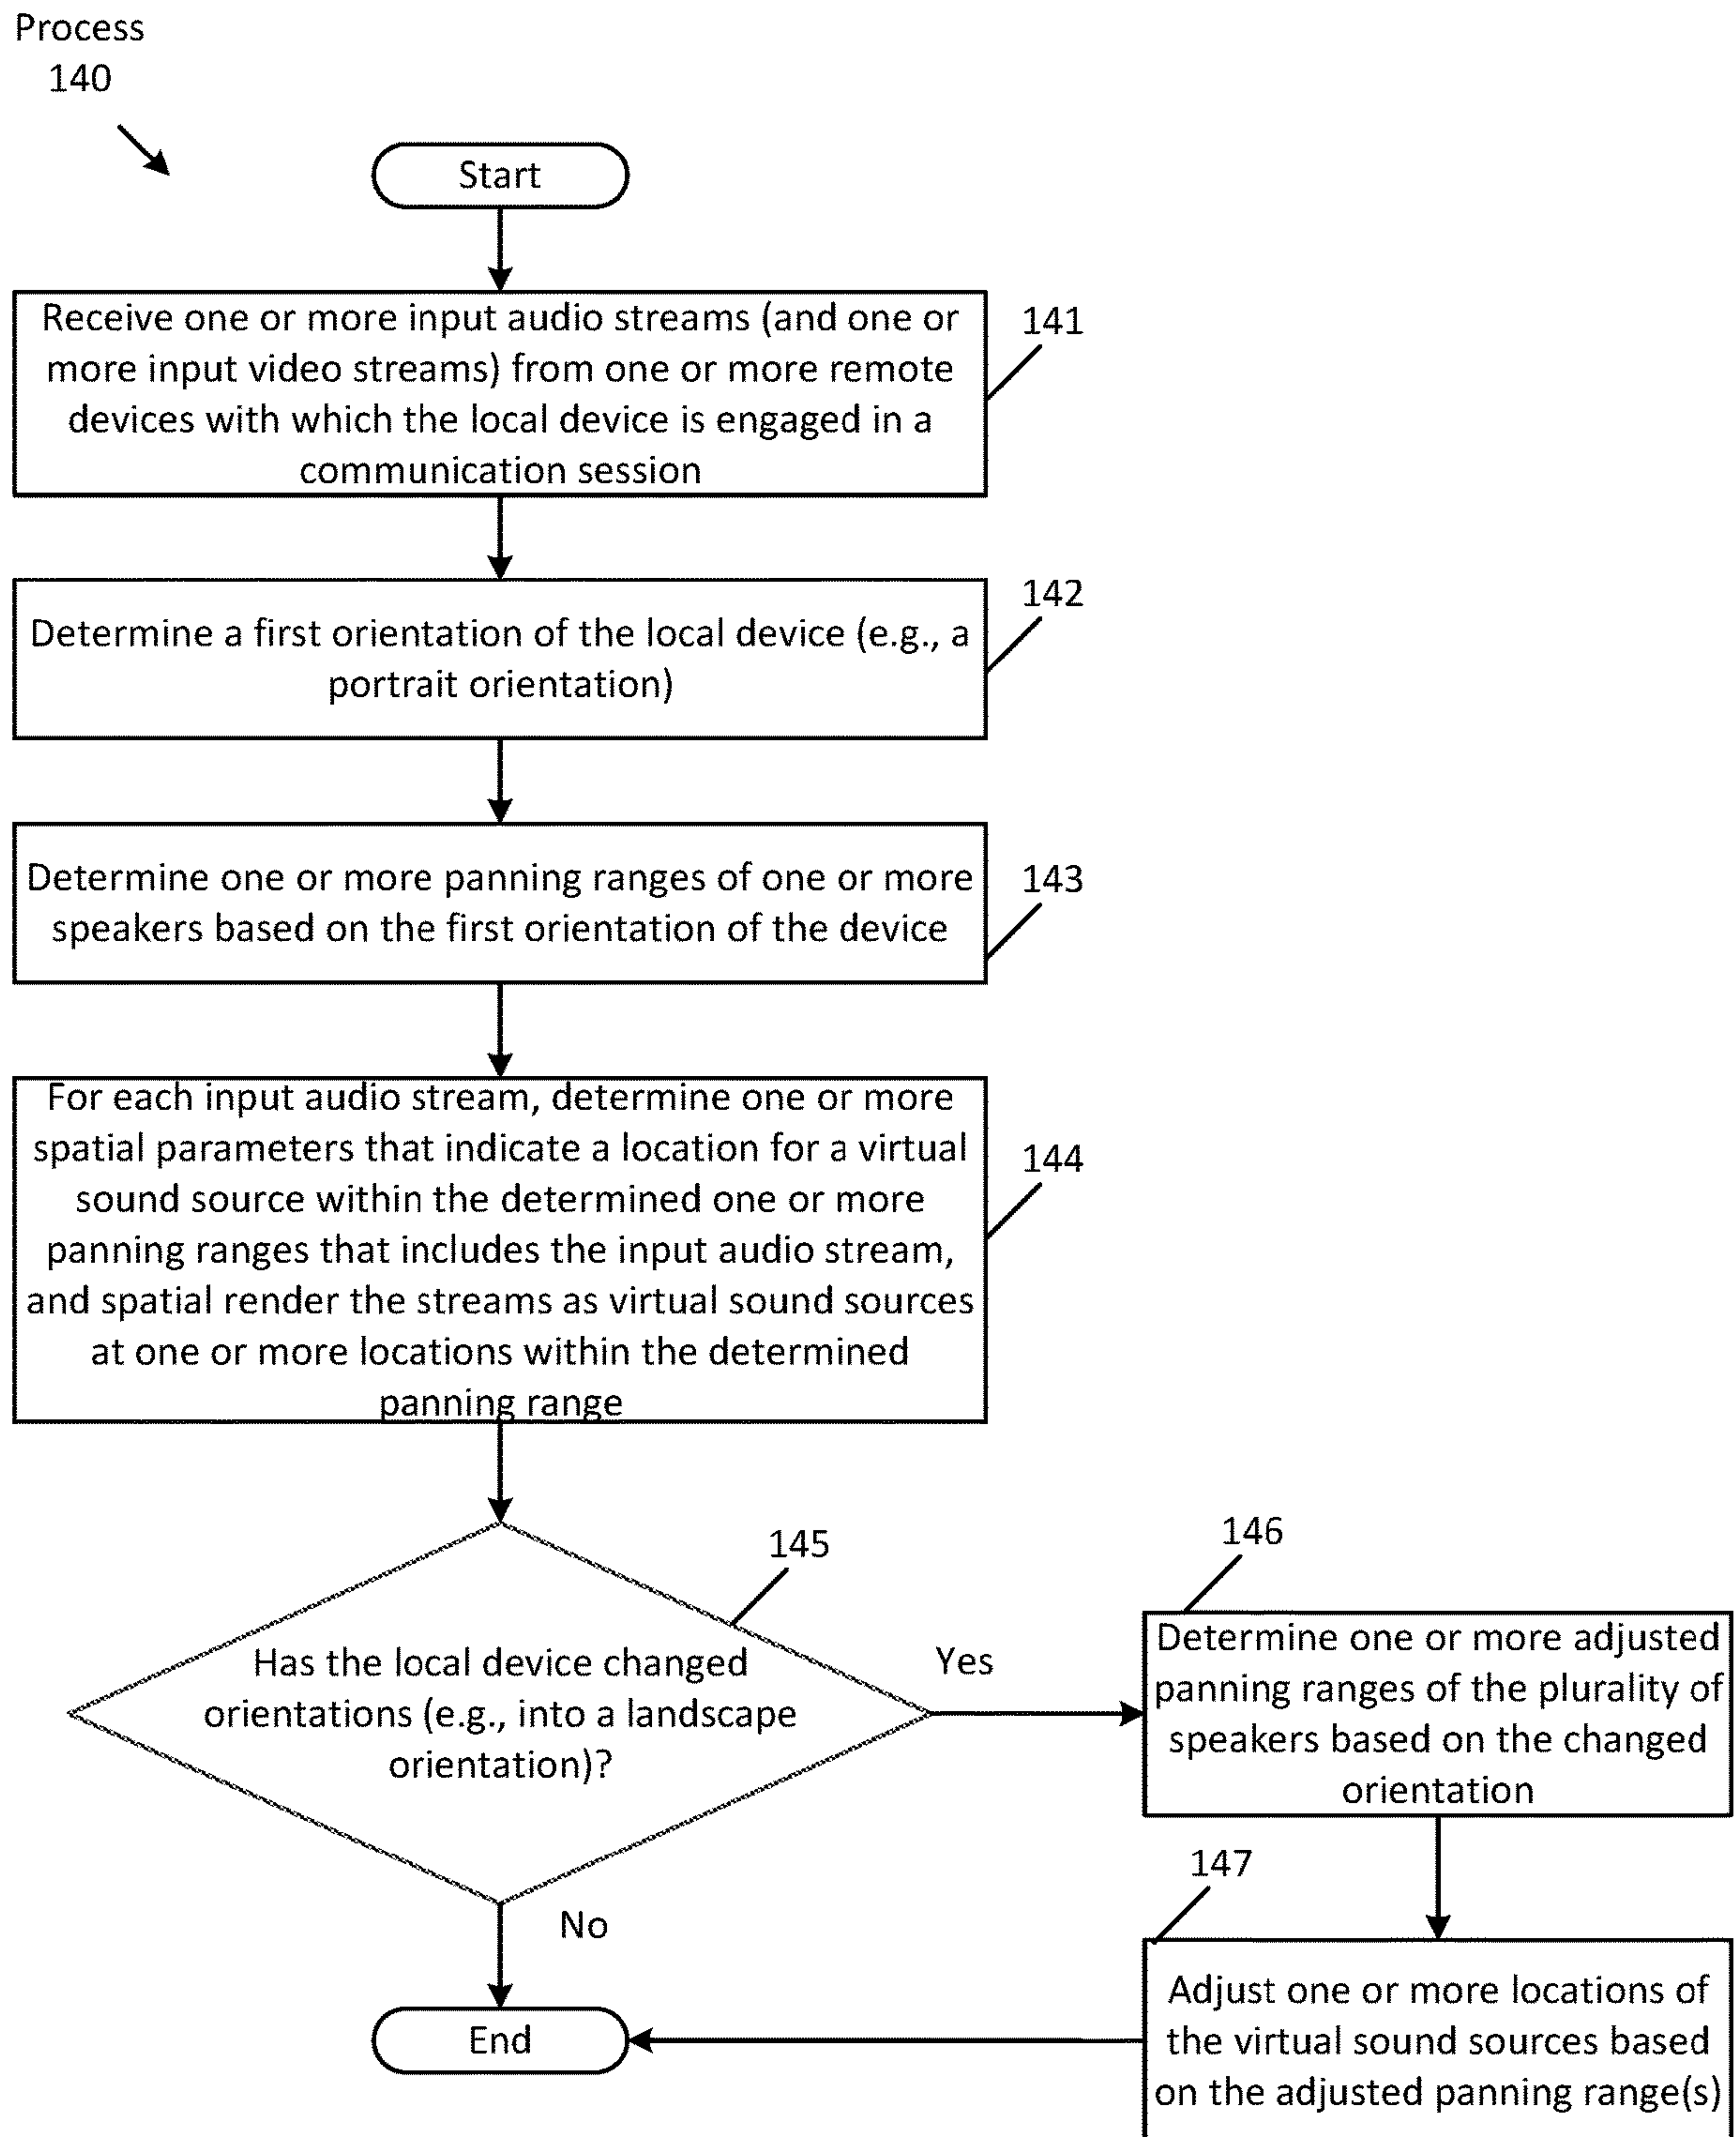 Process
140
Start
Receive one or more input audio streams (and one or
more input video streams) from one or more remote
devices with which the local device is engaged in a
communication session
141
Determine a first orientation of the local device (e.g., a
portrait orientation)
142
Determine one or more panning ranges of one or more
speakers based on the first orientation of the device
143
For each input audio stream, determine one or more
spatial parameters that indicate a location for a virtual
sound source within the determined one or more
panning ranges that includes the input audio stream,
and spatial render the streams as virtual sound sources
at one or more locations within the determined
panning range
144
145
Has the local device changed
orientations (e.g., into a landscape
orientation)?
Yes
146
Determine one or more adjusted
panning ranges of the plurality of
speakers based on the changed
orientation
147
Adjust one or more locations of
the virtual sound sources based
on the adjusted panning range(s)
No
End